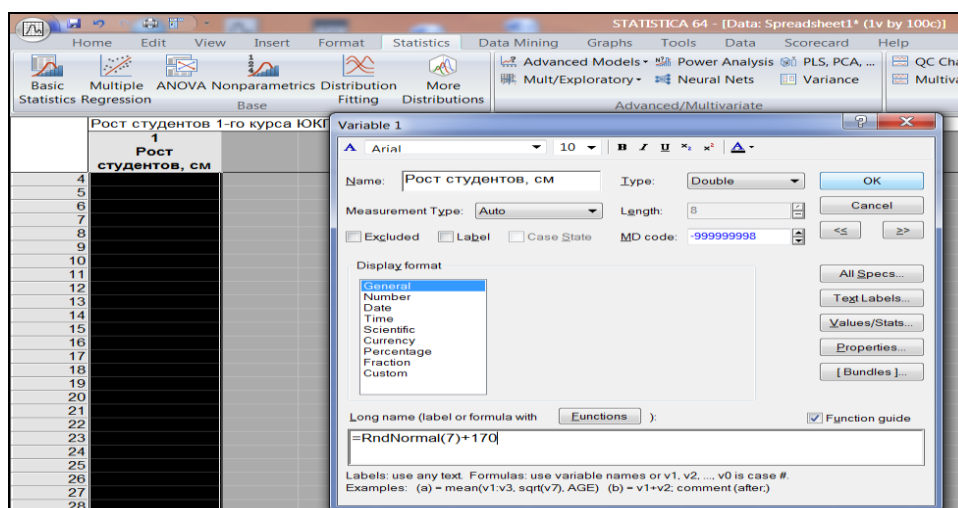 STATISTICA 64 - [Data: Spreadsheet1* (1v by 100c)]
Home Edit View Insert Format Statistics Data Mining Graphs Tools Data Scorecard Help
Basic Statistics
Multiple Regression
ANOVA
Nonparametrics
Distribution Fitting
More Distributions
Base
Advanced Models
Power Analysis
PLS, PCA, ...
Mult/Exploratory
Neural Nets
Variance
Advanced/Multivariate
QC Cha
Multiva
Рост студентов 1-го курса ЮКГ
1
Рост
студентов, см
4
5
6
7
8
9
10
11
12
13
14
15
16
17
18
19
20
21
22
23
24
25
26
27
28
Variable 1
A Arial 10 B I U x₂ x² A
Name: Рост студентов, см Type: Double OK
Measurement Type: Auto Length: 8 Cancel
Excluded Label Case State MD code: -999999998 << >>
Display format
General
Number
Date
Time
Scientific
Currency
Percentage
Fraction
Custom
All Specs...
Text Labels...
Values/Stats...
Properties...
[ Bundles ]...
Long name (label or formula with Functions ): Function guide
=RndNormal(7)+170
Labels: use any text. Formulas: use variable names or v1, v2, ..., v0 is case #.
Examples: (a) = mean(v1:v3, sqrt(v7), AGE) (b) = v1+v2; comment (after;)